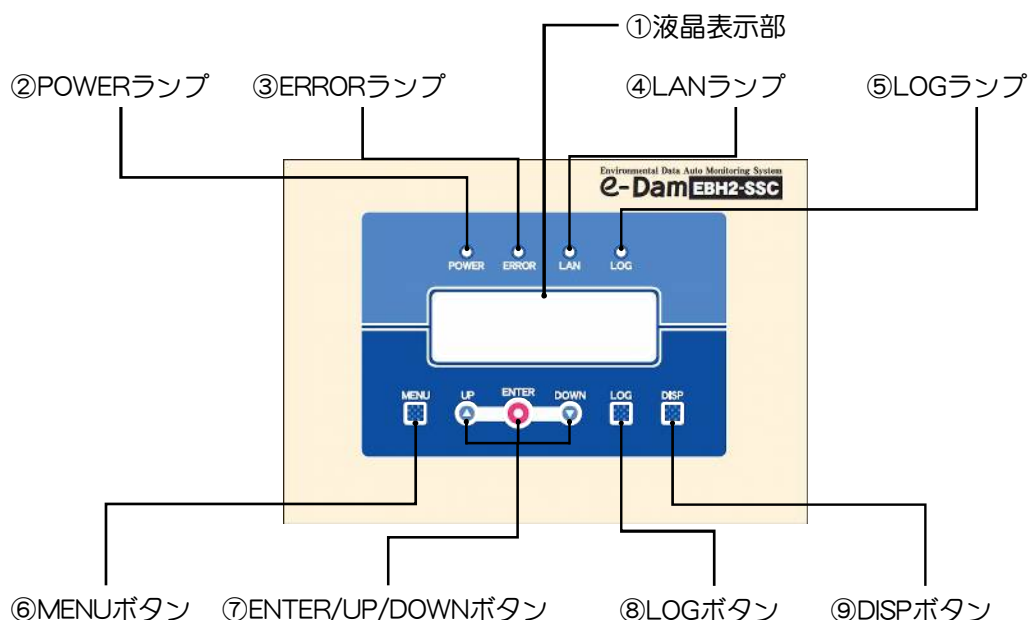 ①液晶表示部
②POWERランプ
③ERRORランプ
④LANランプ
⑤LOGランプ
Environmental Data Auto Monitoring System
e-Dam EBH2-SSC
POWER ERROR LAN LOG
MENU UP ENTER DOWN LOG DISP
⑥MENUボタン
⑦ENTER/UP/DOWNボタン
⑧LOGボタン
⑨DISPボタン